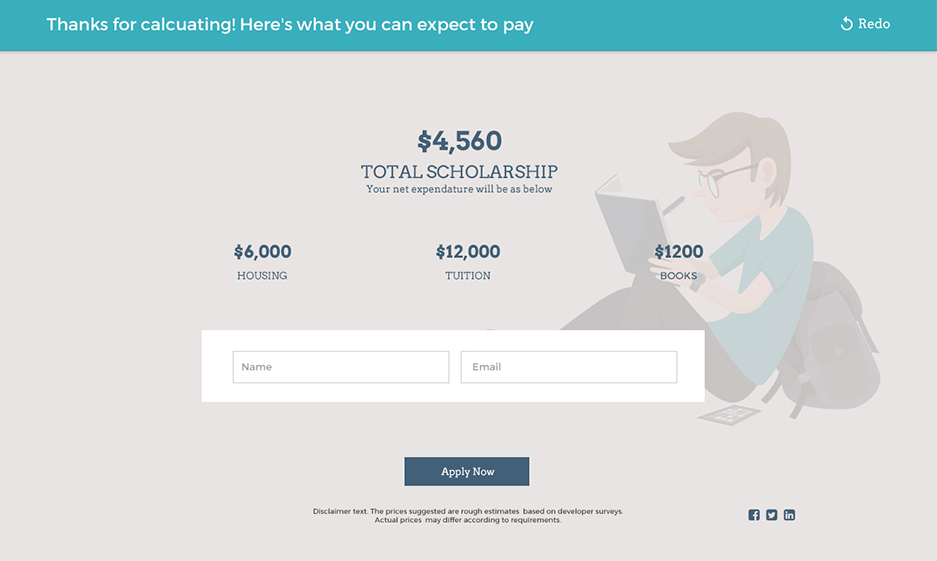 Thanks for calcuating! Here's what you can expect to pay
Redo
$4,560
TOTAL SCHOLARSHIP
Your net expendature will be as below
$6,000
HOUSING
$12,000
TUITION
$1200
BOOKS
Name
Email
Apply Now
Disclaimer text. The prices suggested are rough estimates based on developer surveys.
Actual prices may differ according to requirements.